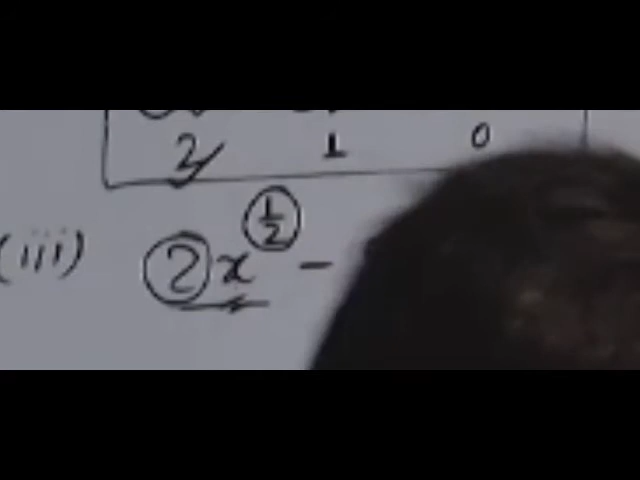 2 1 0
(iii) 2x^{1/2} −